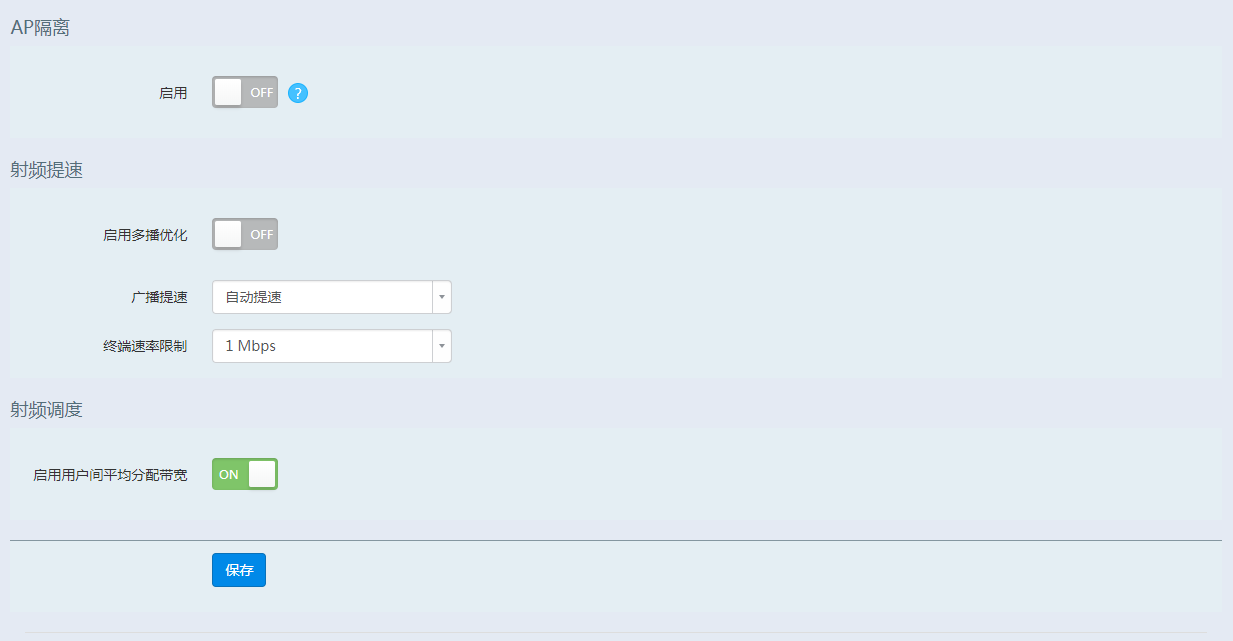 AP隔离
启用 OFF ?
射频提速
启用多播优化 OFF
广播提速 自动提速
终端速率限制 1 Mbps
射频调度
启用用户间平均分配带宽 ON
保存